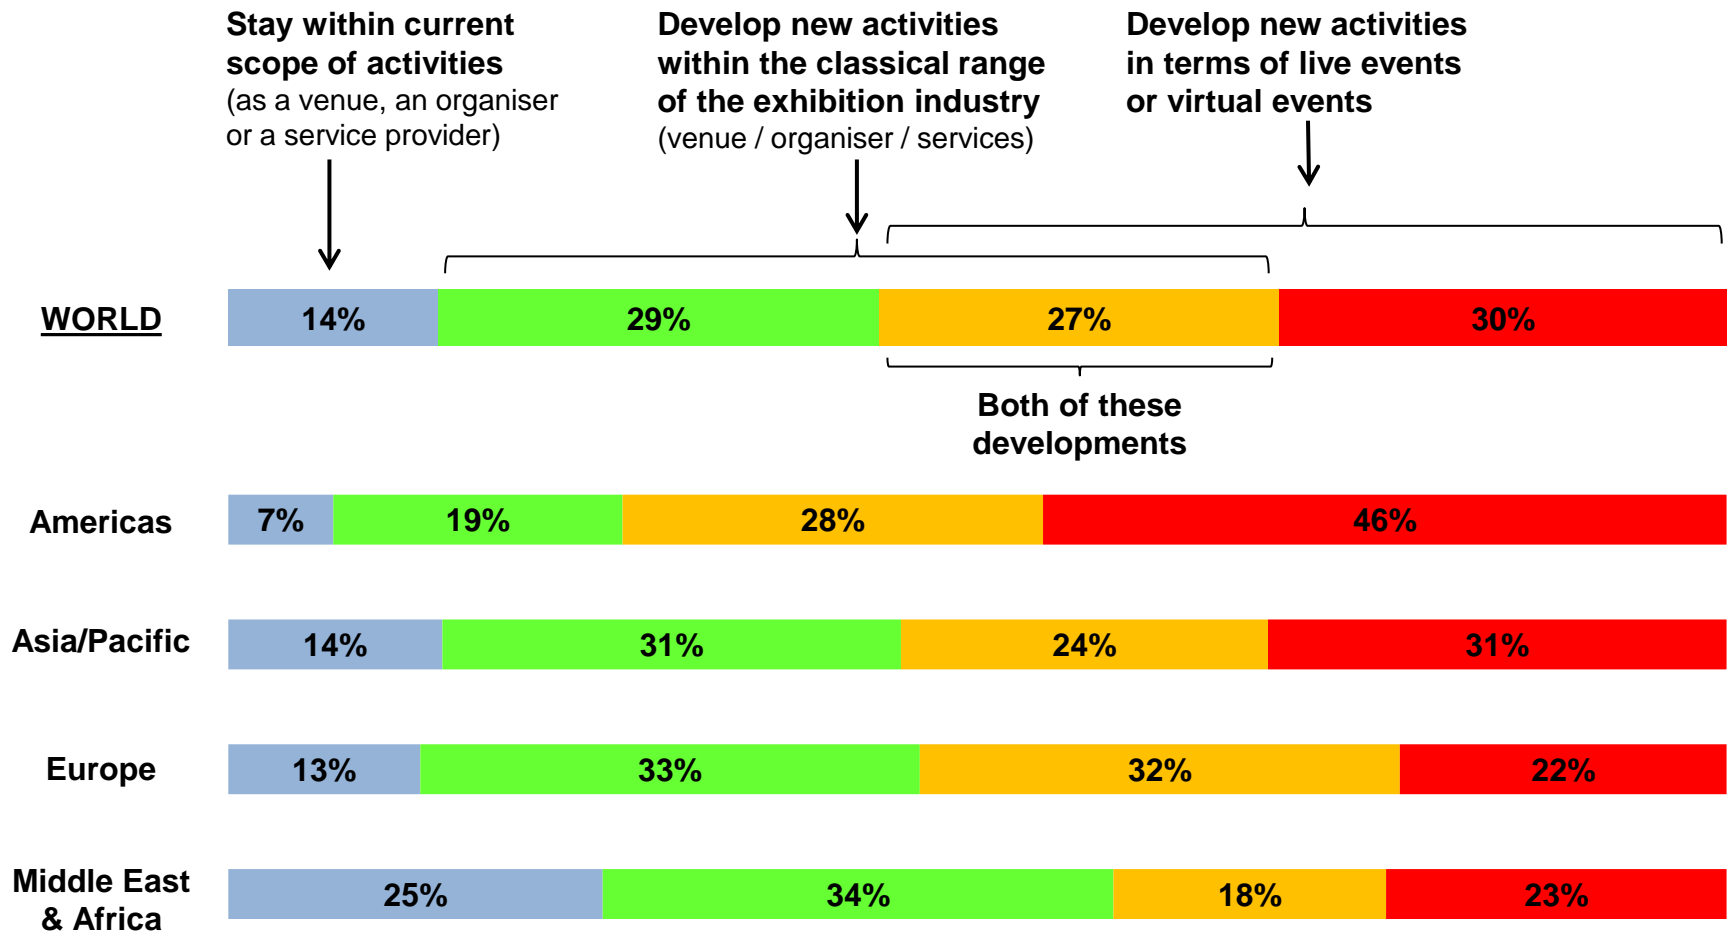 Stay within current
scope of activities
(as a venue, an organiser
or a service provider)
Develop new activities
within the classical range
of the exhibition industry
(venue / organiser / services)
Develop new activities
in terms of live events
or virtual events
WORLD
14%
29%
27%
30%
Both of these
developments
Americas
7%
19%
28%
46%
Asia/Pacific
14%
31%
24%
31%
Europe
13%
33%
32%
22%
Middle East
& Africa
25%
34%
18%
23%